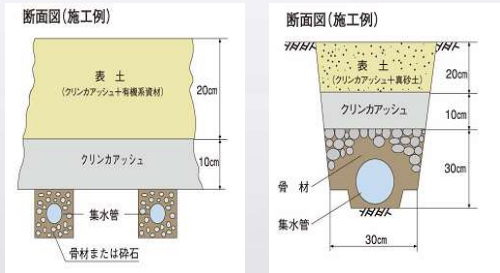 断面図(施工例)
表土
(クリンカアッシュ+有機系資材)
20㎝
クリンカアッシュ
10㎝
集水管
骨材または砕石
断面図(施工例)
表土
(クリンカアッシュ+真砂土)
20㎝
クリンカアッシュ
10㎝
骨材
30㎝
集水管
30㎝